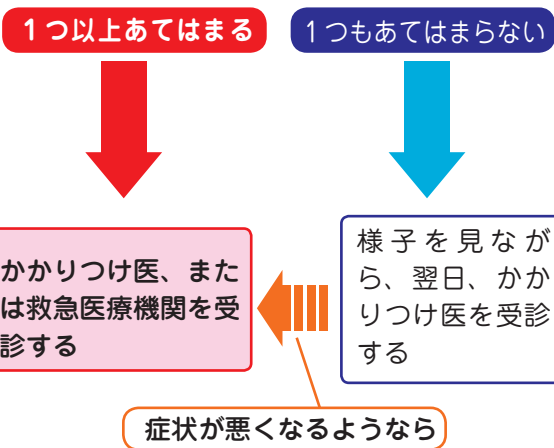 1つ以上あてはまる
1つもあてはまらない
かかりつけ医、また
は救急医療機関を受
診する
様子を見なが
ら、翌日、かか
りつけ医を受診
する
症状が悪くなるようなら